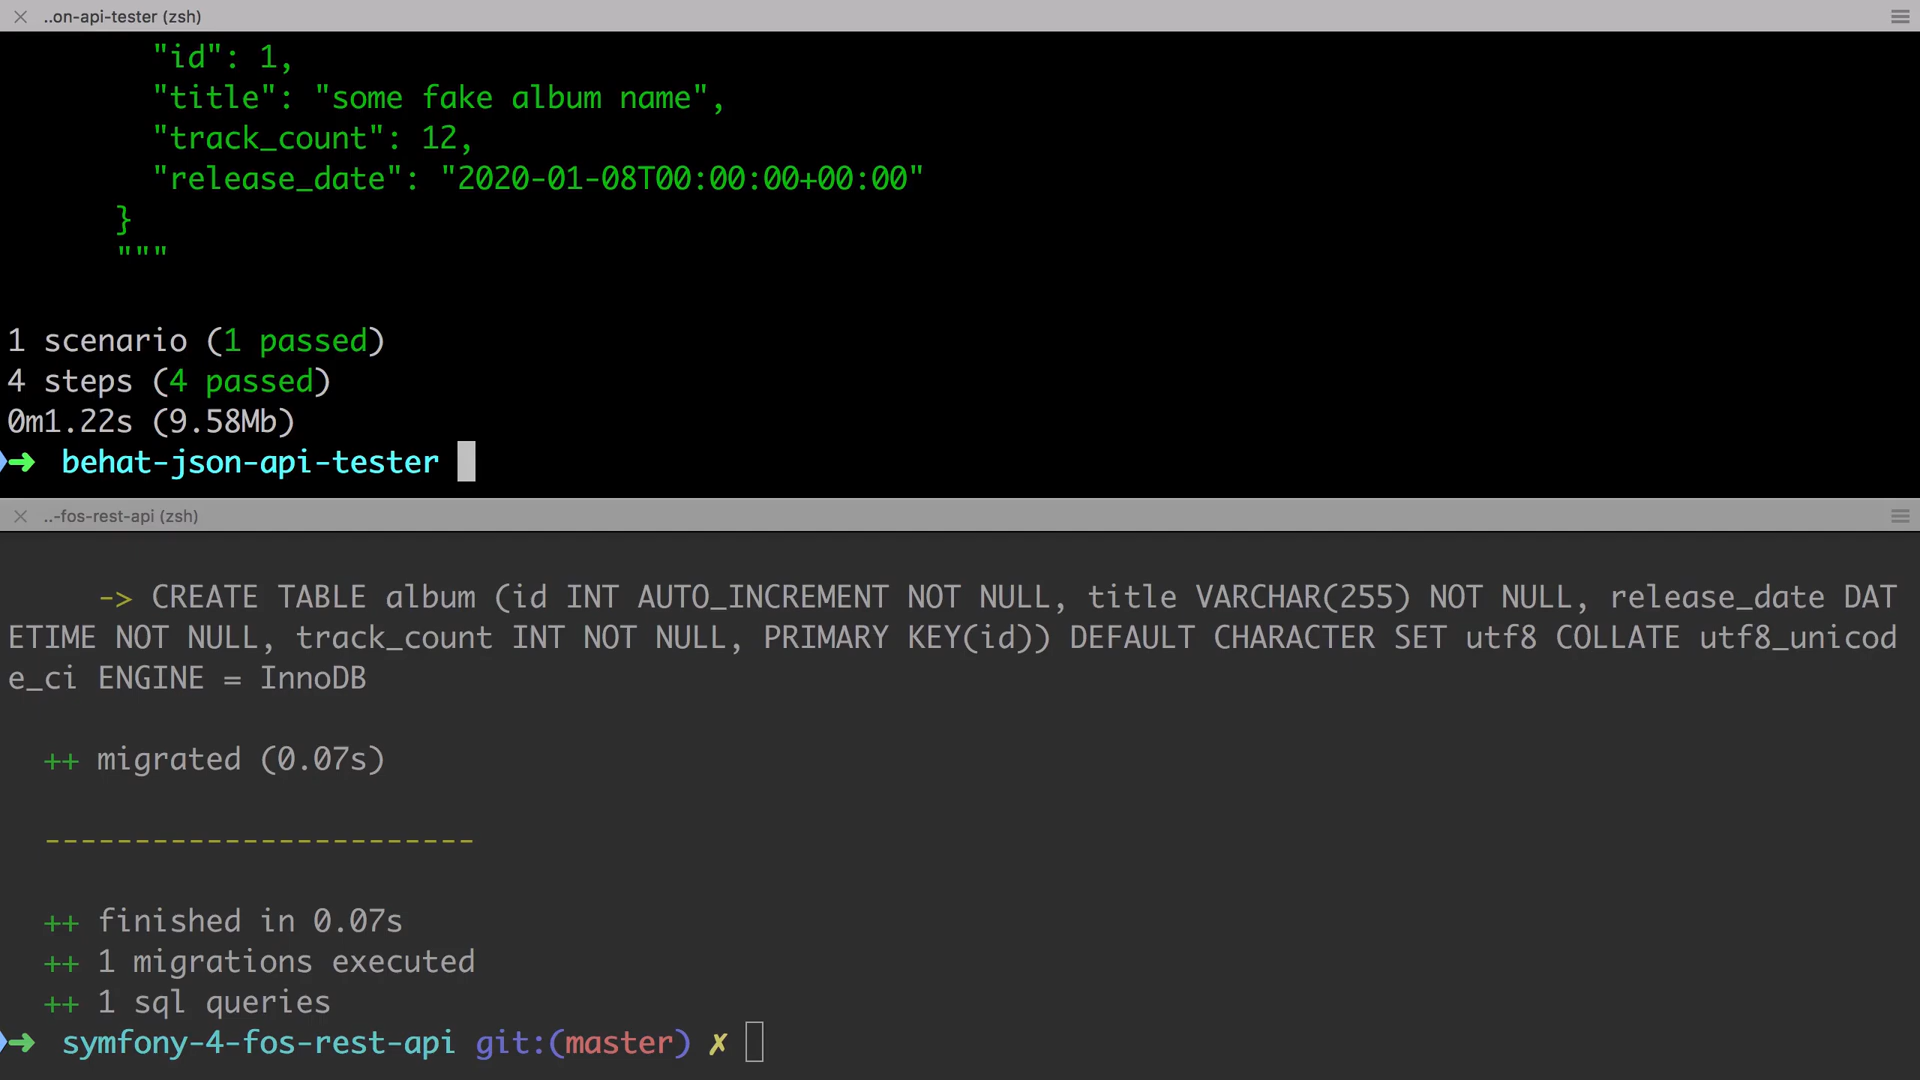 ..on-api-tester (zsh)
"id": 1,
"title": "some fake album name",
"track_count": 12,
"release_date": "2020-01-08T00:00:00+00:00"
}
"""
1 scenario (1 passed)
4 steps (4 passed)
0m1.22s (9.58Mb)
➜ behat-json-api-tester
..-fos-rest-api (zsh)
-> CREATE TABLE album (id INT AUTO_INCREMENT NOT NULL, title VARCHAR(255) NOT NULL, release_date DAT
ETIME NOT NULL, track_count INT NOT NULL, PRIMARY KEY(id)) DEFAULT CHARACTER SET utf8 COLLATE utf8_unicod
e_ci ENGINE = InnoDB
++ migrated (0.07s)
------------------------
++ finished in 0.07s
++ 1 migrations executed
++ 1 sql queries
➜ symfony-4-fos-rest-api git:(master) ✗